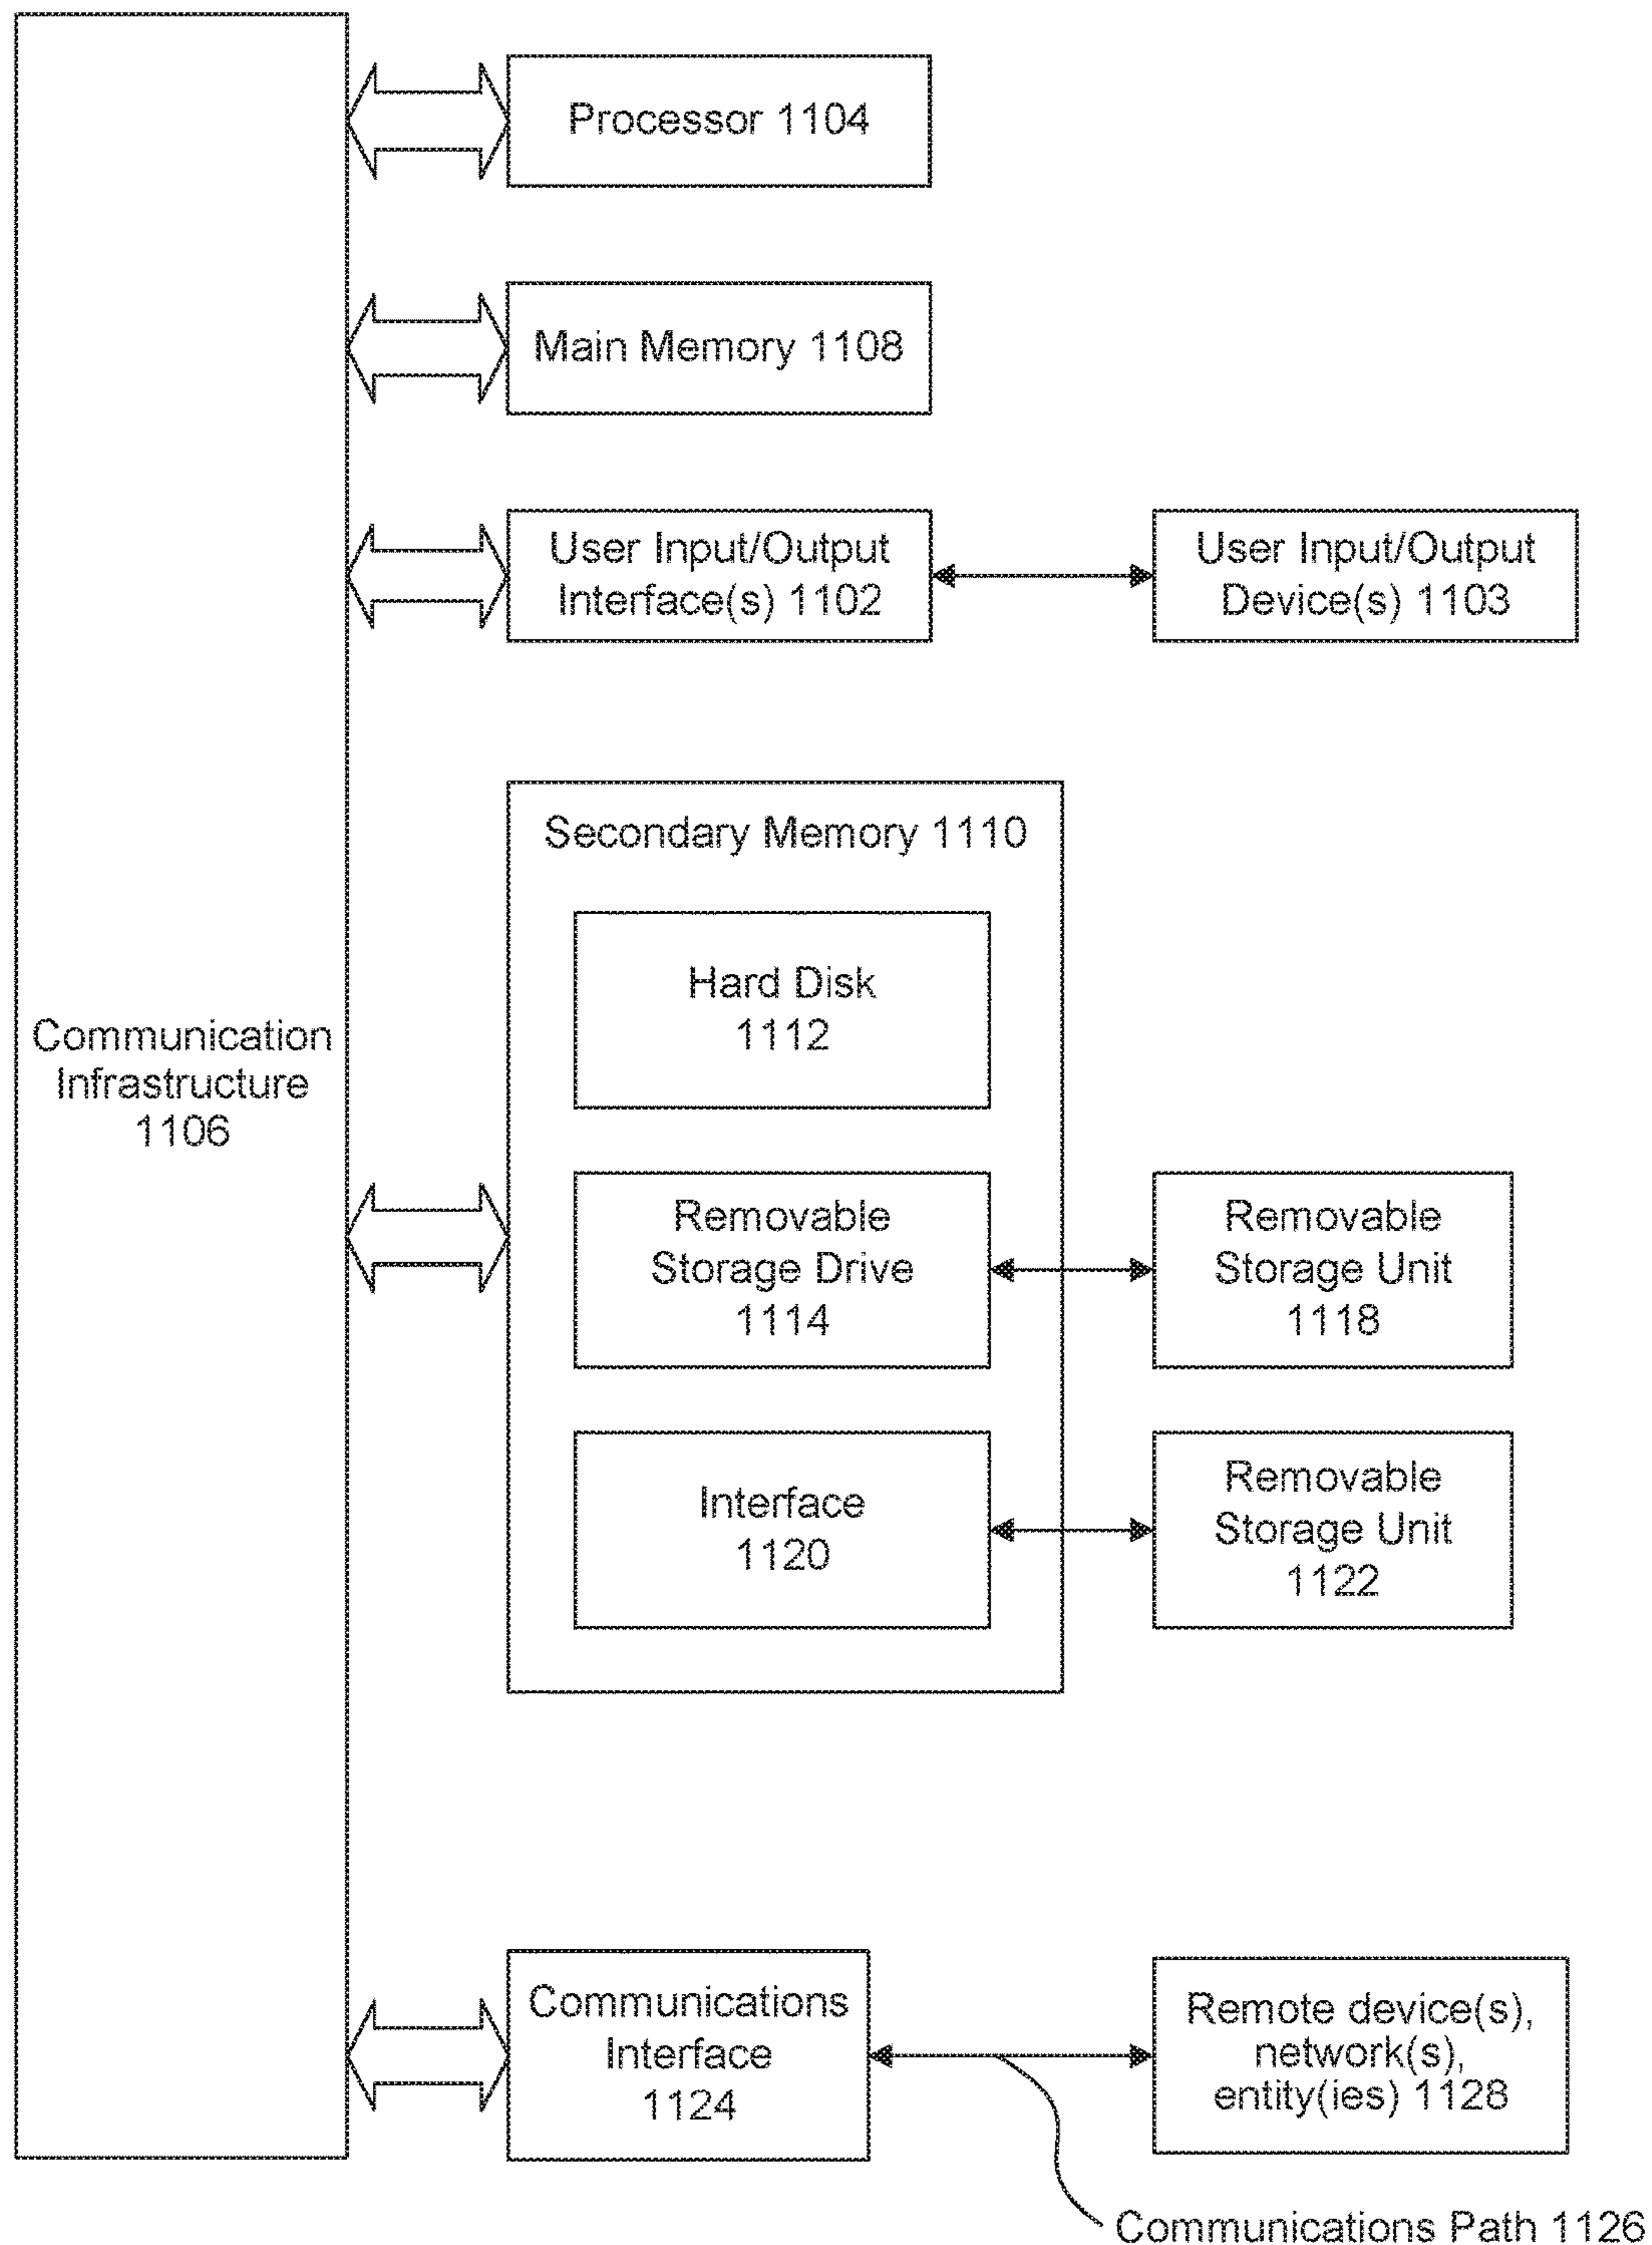 Processor 1104
Main Memory 1108
User Input/Output
Interface(s) 1102
User Input/Output
Device(s) 1103
Communication
Infrastructure
1106
Secondary Memory 1110
Hard Disk
1112
Removable
Storage Drive
1114
Removable
Storage Unit
1118
Interface
1120
Removable
Storage Unit
1122
Communications
Interface
1124
Remote device(s),
network(s),
entity(ies) 1128
Communications Path 1126